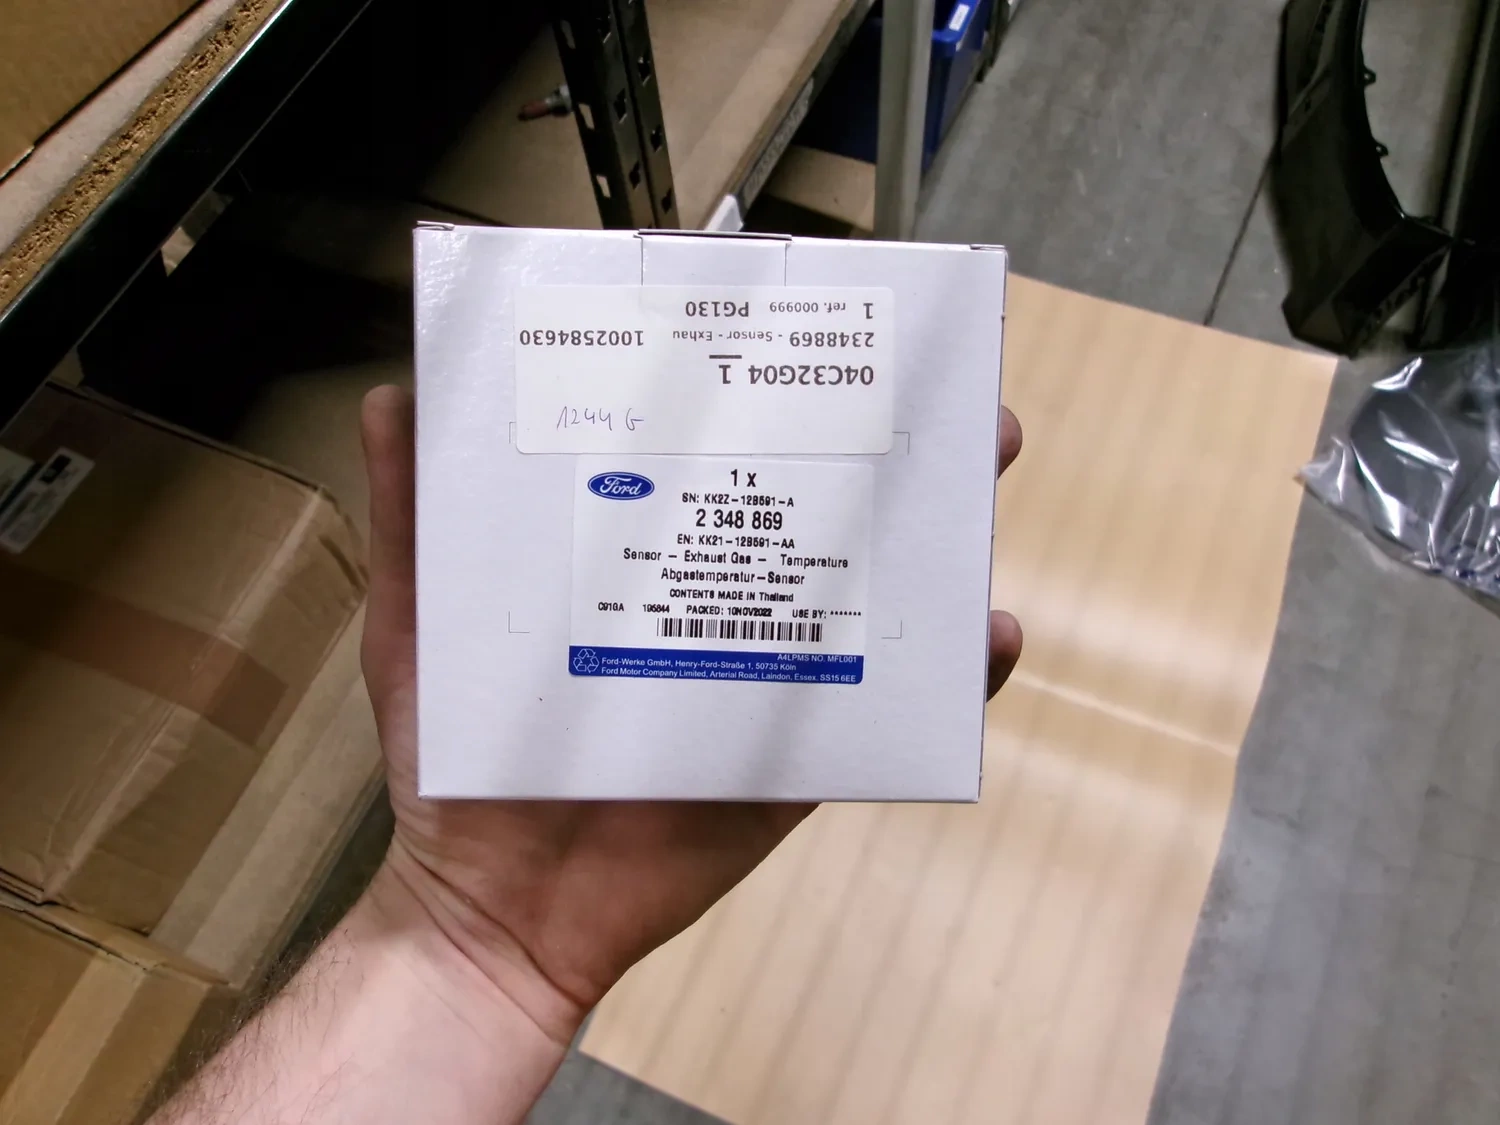 1 ref. 000999 PG130
2348869 - Sensor - Exhau 1002584630
04C32G04 1
1244 G
Ford
1 x
SN: KK2Z-12B591-A
2 348 869
EN: KK21-12B591-AA
Sensor - Exhaust Gas - Temperature
Abgastemperatur-Sensor
CONTENTS MADE IN Thailand
C91GA 195844 PACKED: 10NOV2022 USE BY: *******
A4LPMS NO. MFL001
Ford-Werke GmbH, Henry-Ford-Straße 1, 50735 Köln
Ford Motor Company Limited, Arterial Road, Laindon, Essex. SS15 6EE